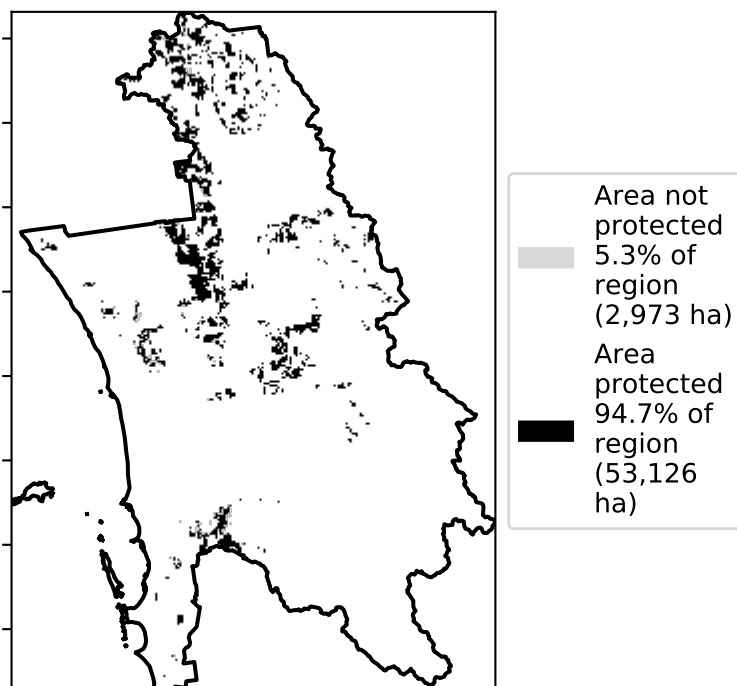 Area not
protected
5.3% of
region
(2,973 ha)
Area
protected
94.7% of
region
(53,126
ha)